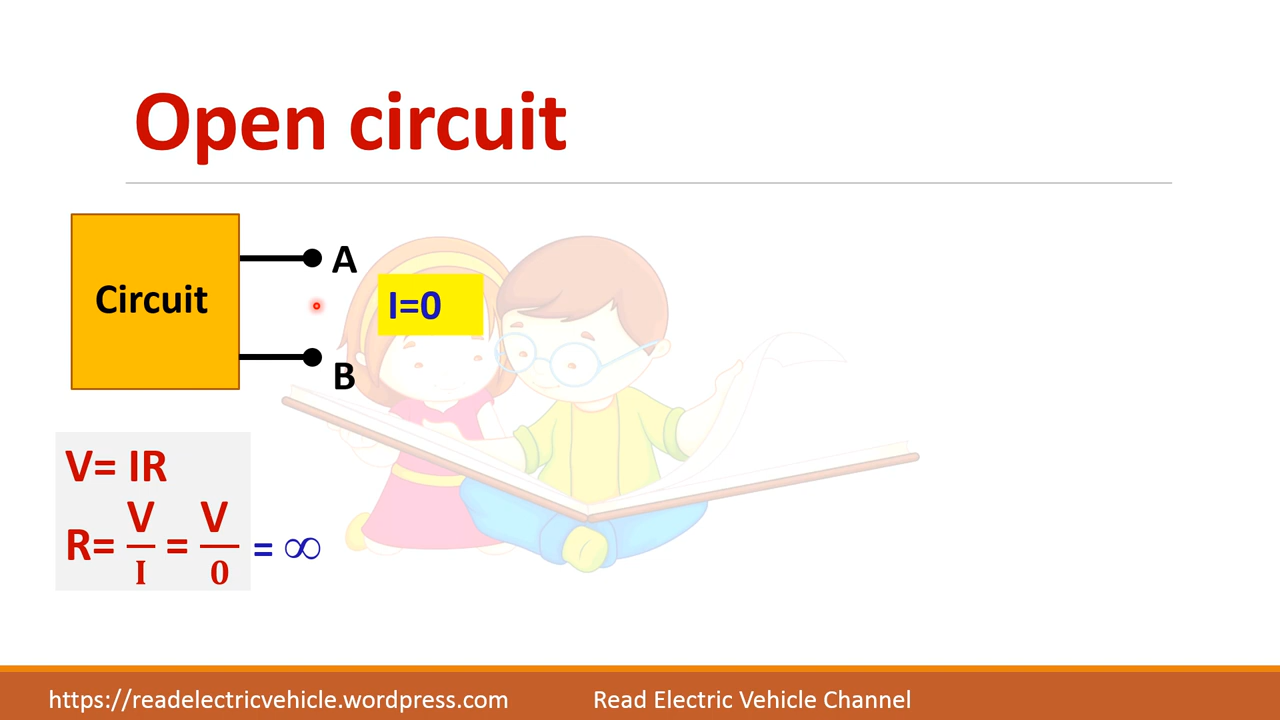 Open circuit
Circuit
A
I=0
B
V= IR
R= V/I = V/0 = ∞
https://readelectricvehicle.wordpress.com
Read Electric Vehicle Channel